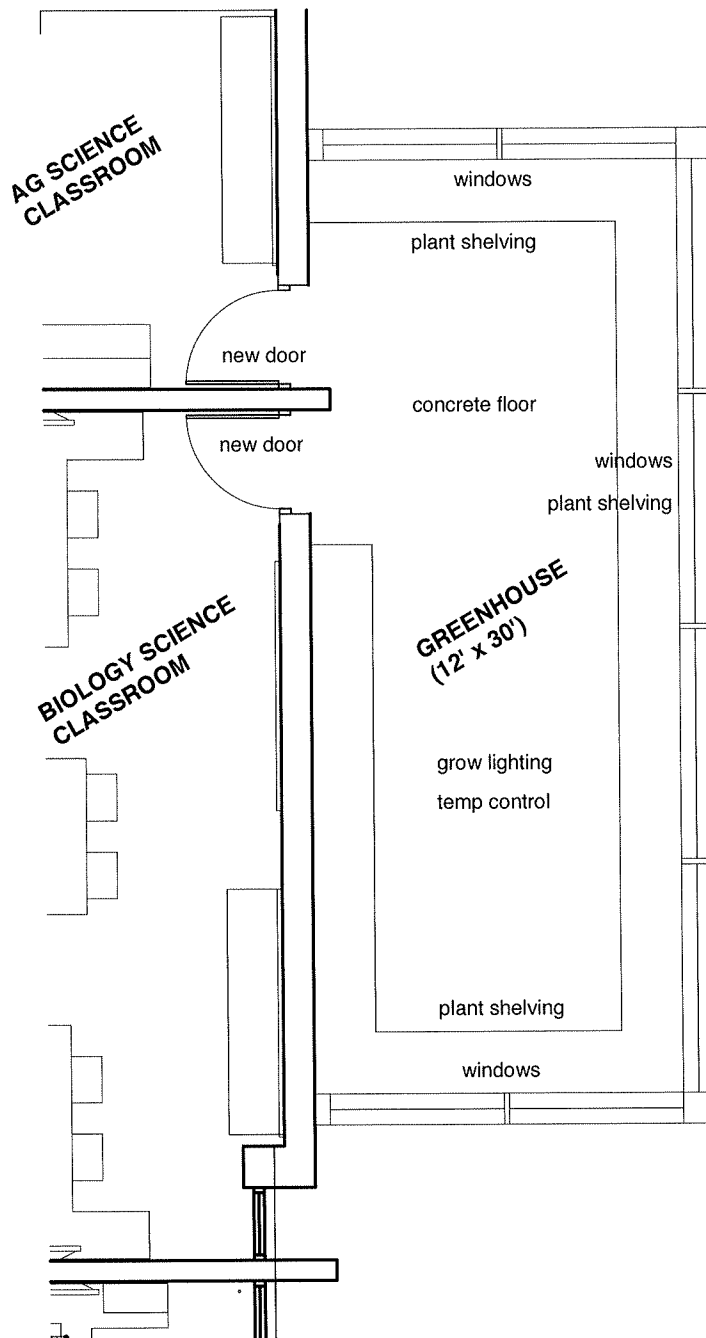 AG SCIENCE
CLASSROOM
windows
plant shelving
new door
concrete floor
new door
windows
plant shelving
BIOLOGY SCIENCE
CLASSROOM
GREENHOUSE
(12' x 30')
grow lighting
temp control
plant shelving
windows